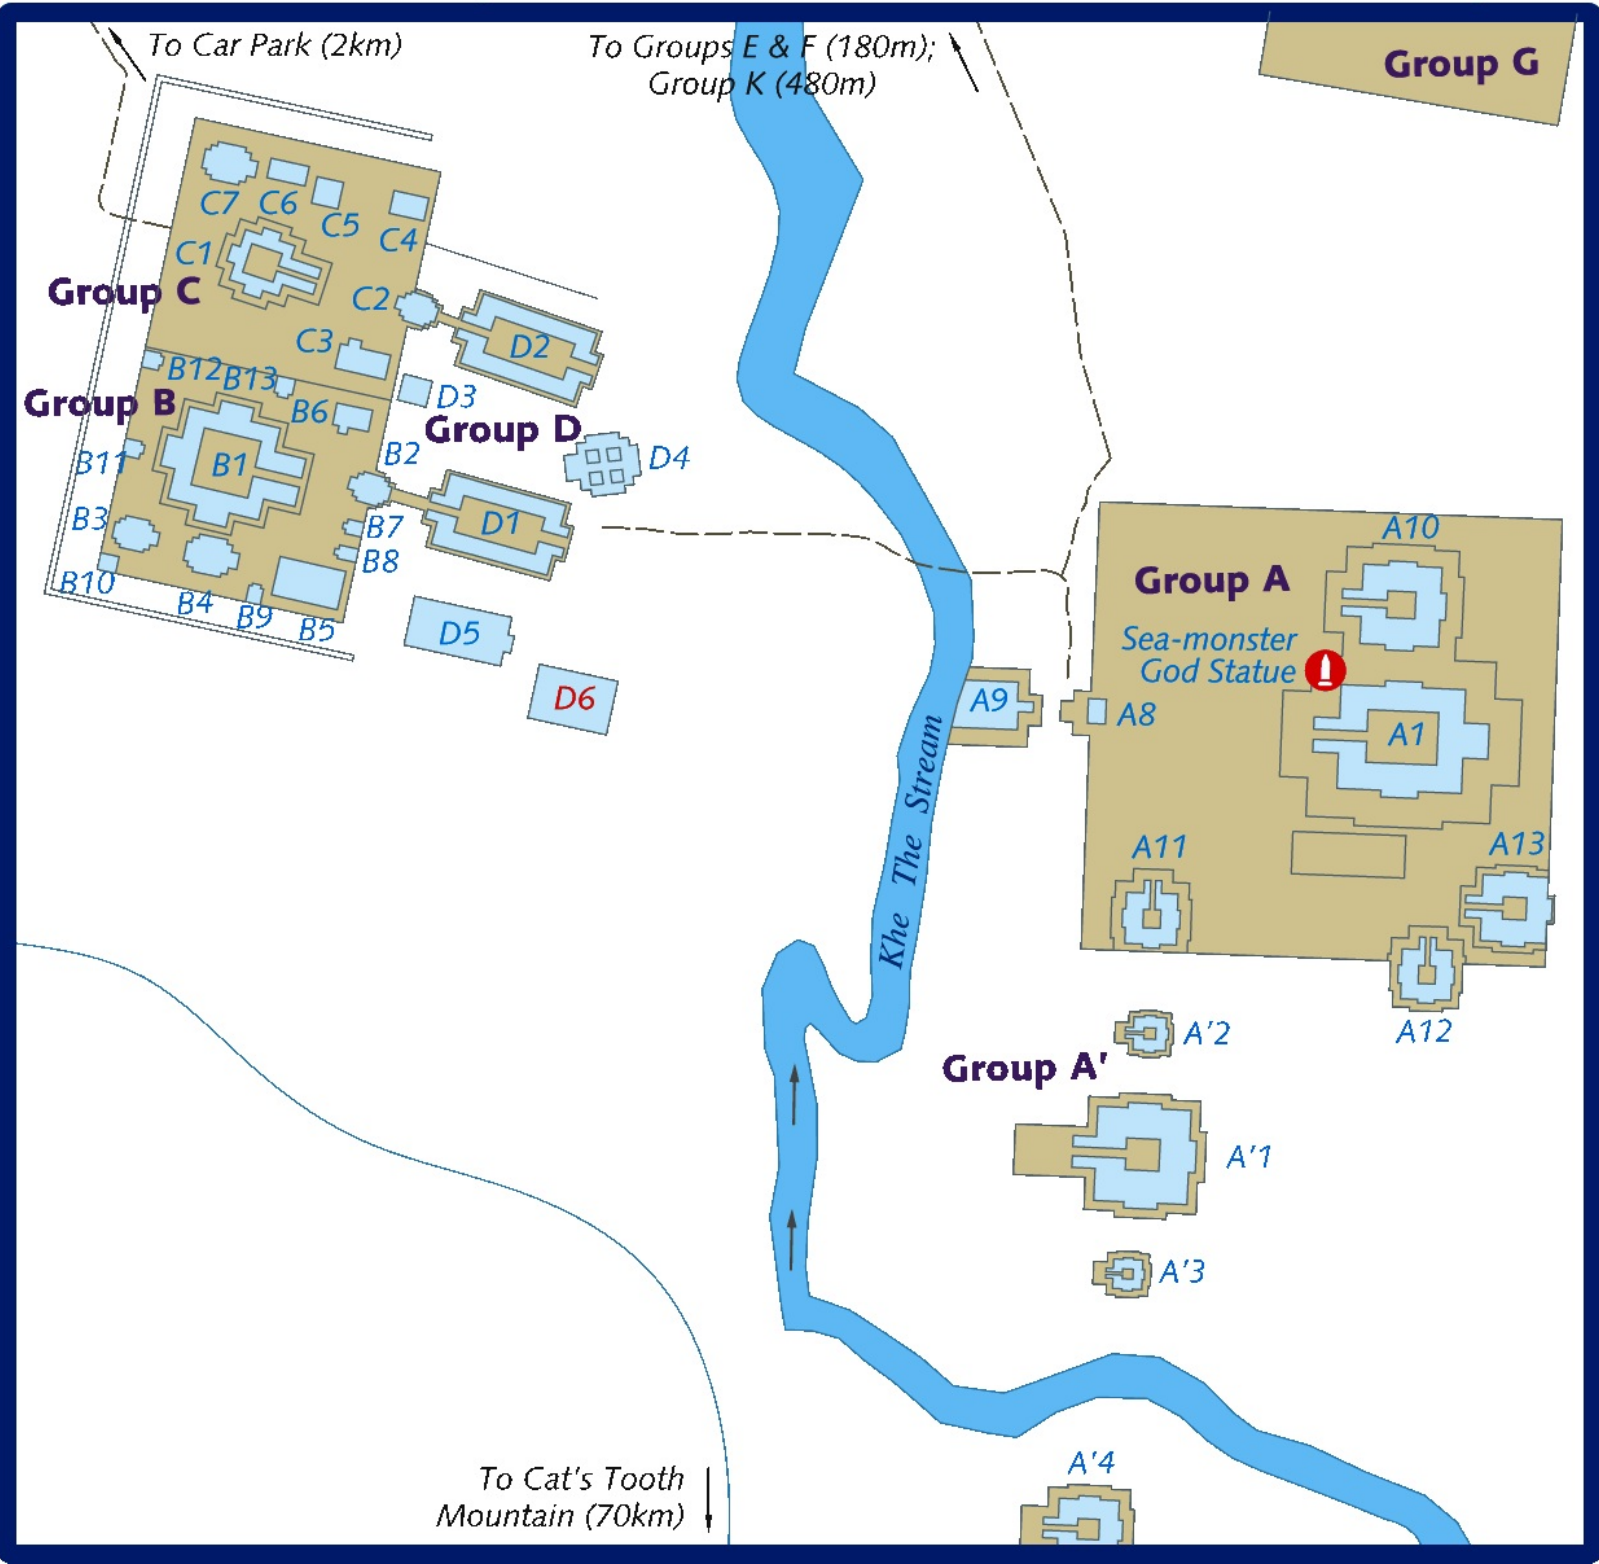 To Car Park (2km)
To Groups E & F (180m);
Group K (480m)
Group G
C7
C6
C5
C4
C1
Group C
C2
C3
D2
B12
B13
Group B
B6
D3
Group D
B2
D4
B11
B1
B3
B7
D1
B8
B10
B4
B9
B5
D5
D6
A10
Group A
Sea-monster
God Statue
A9
A8
A1
Khe The Stream
A11
A13
A12
A'2
Group A'
A'1
A'3
A'4
To Cat's Tooth
Mountain (70km)